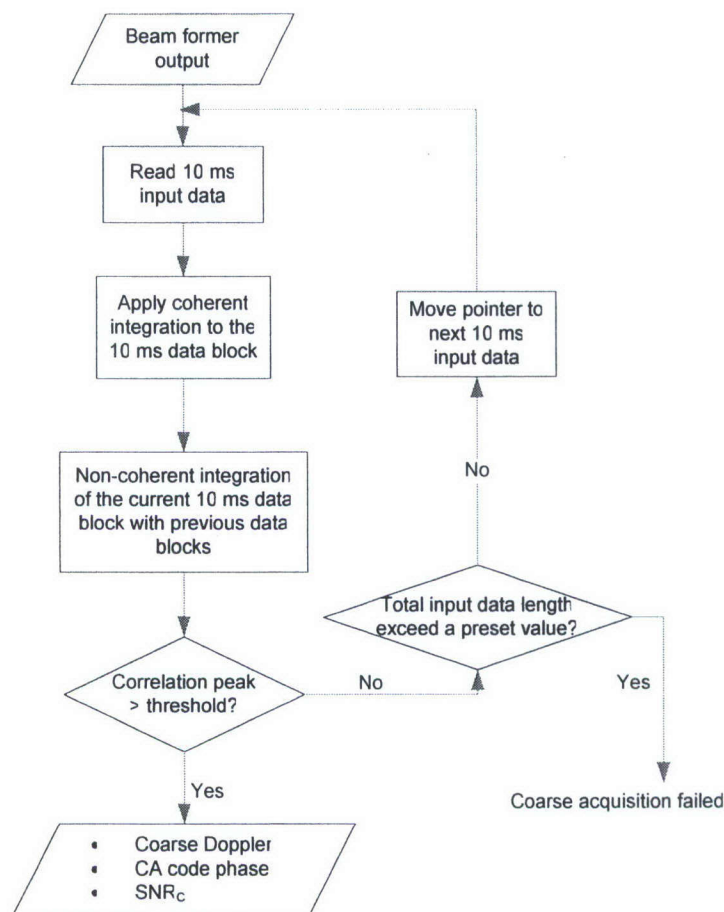 Beam former
output
Read 10 ms
input data
Apply coherent
integration to the
10 ms data block
Move pointer to
next 10 ms
input data
Non-coherent integration
of the current 10 ms data
block with previous data
blocks
No
Total input data length
exceed a preset value?
Correlation peak
> threshold?
No
Yes
Yes
Coarse acquisition failed
• Coarse Doppler
• CA code phase
• SNRC